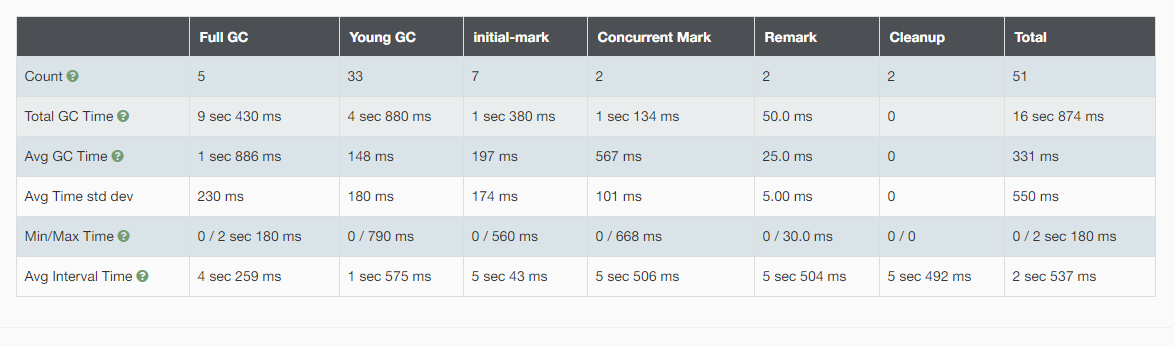 Full GC Young GC initial-mark Concurrent Mark Remark Cleanup Total
Count 5 33 7 2 2 2 51
Total GC Time 9 sec 430 ms 4 sec 880 ms 1 sec 380 ms 1 sec 134 ms 50.0 ms 0 16 sec 874 ms
Avg GC Time 1 sec 886 ms 148 ms 197 ms 567 ms 25.0 ms 0 331 ms
Avg Time std dev 230 ms 180 ms 174 ms 101 ms 5.00 ms 0 550 ms
Min/Max Time 0 / 2 sec 180 ms 0 / 790 ms 0 / 560 ms 0 / 668 ms 0 / 30.0 ms 0 / 0 0 / 2 sec 180 ms
Avg Interval Time 4 sec 259 ms 1 sec 575 ms 5 sec 43 ms 5 sec 506 ms 5 sec 504 ms 5 sec 492 ms 2 sec 537 ms